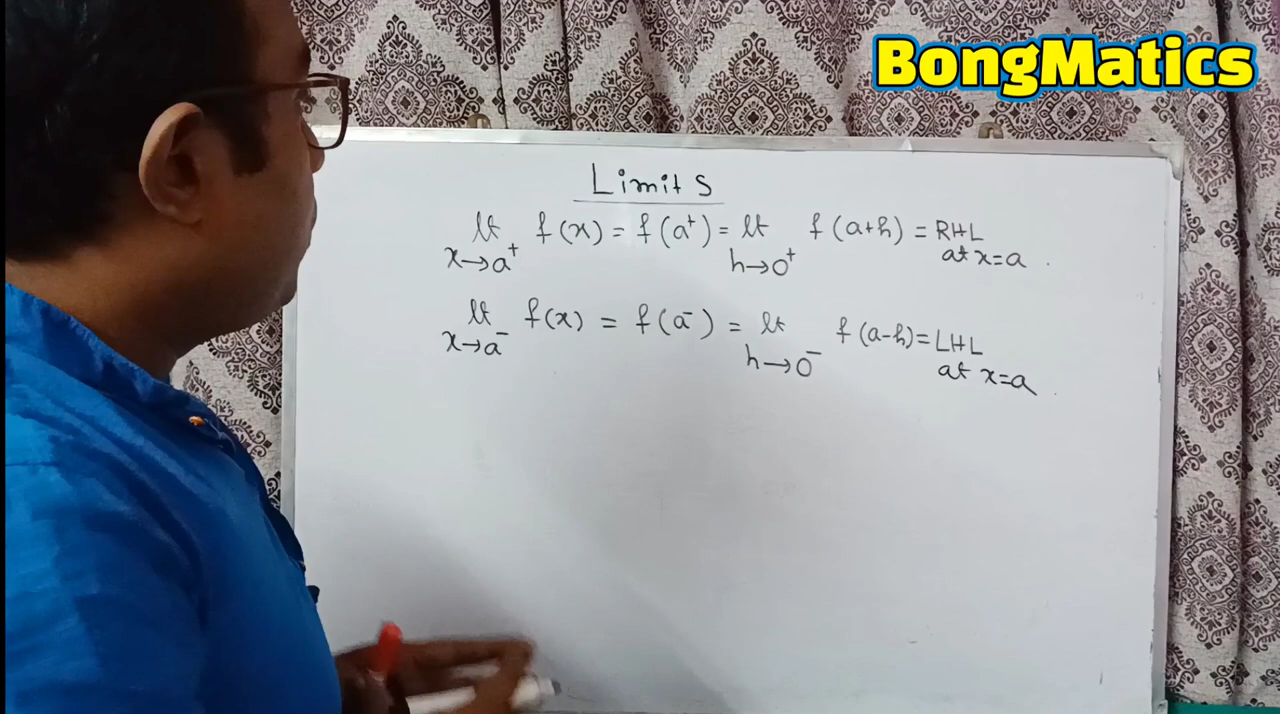 BongMatics
Limits
lt f(x) = f(a⁺) = lt f(a+h) = RHL
x→a⁺ h→0⁺ at x=a
lt f(x) = f(a⁻) = lt f(a-h) = LHL
x→a⁻ h→0⁻ at x=a